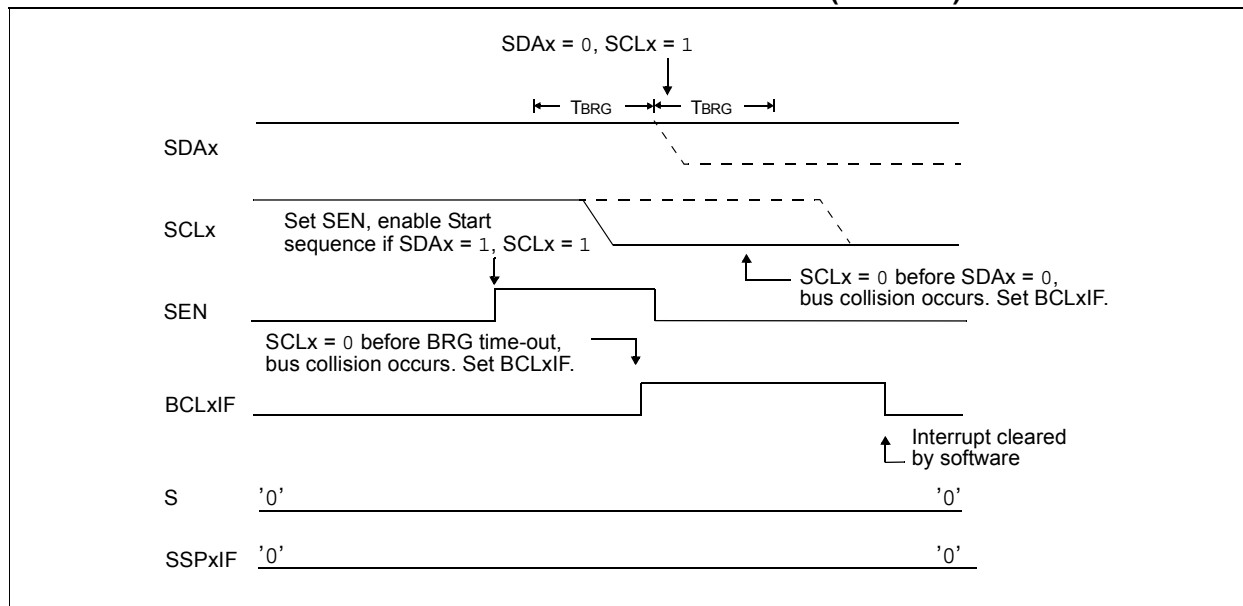 SDAx = 0, SCLx = 1
TBRG TBRG
SDAx
SCLx
Set SEN, enable Start
sequence if SDAx = 1, SCLx = 1
SCLx = 0 before SDAx = 0,
bus collision occurs. Set BCLxIF.
SEN
SCLx = 0 before BRG time-out,
bus collision occurs. Set BCLxIF.
BCLxIF
Interrupt cleared
by software
S '0' '0'
SSPxIF '0' '0'